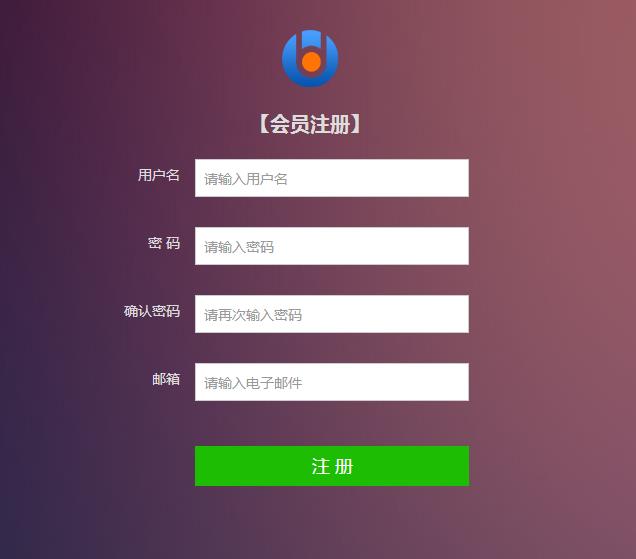 【会员注册】
用户名 请输入用户名
密 码 请输入密码
确认密码 请再次输入密码
邮箱 请输入电子邮件
注 册